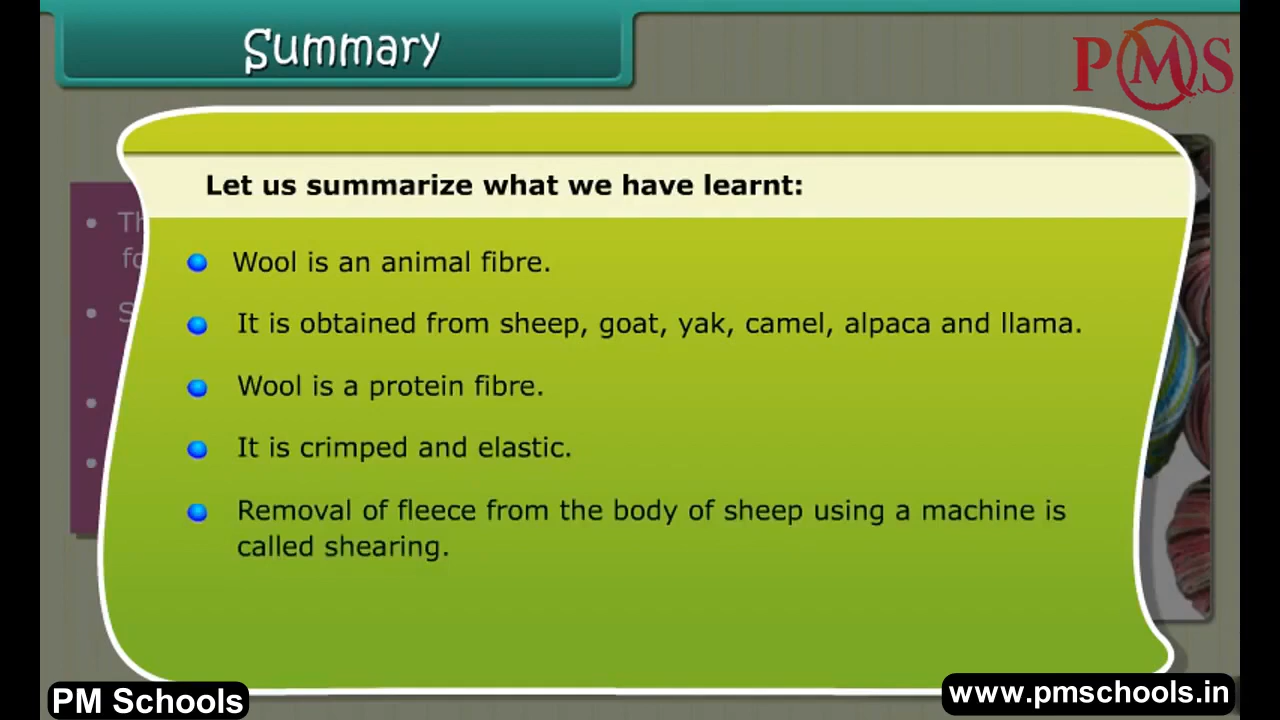 Summary
PMS
Let us summarize what we have learnt:
Wool is an animal fibre.
It is obtained from sheep, goat, yak, camel, alpaca and llama.
Wool is a protein fibre.
It is crimped and elastic.
Removal of fleece from the body of sheep using a machine is
called shearing.
PM Schools
www.pmschools.in